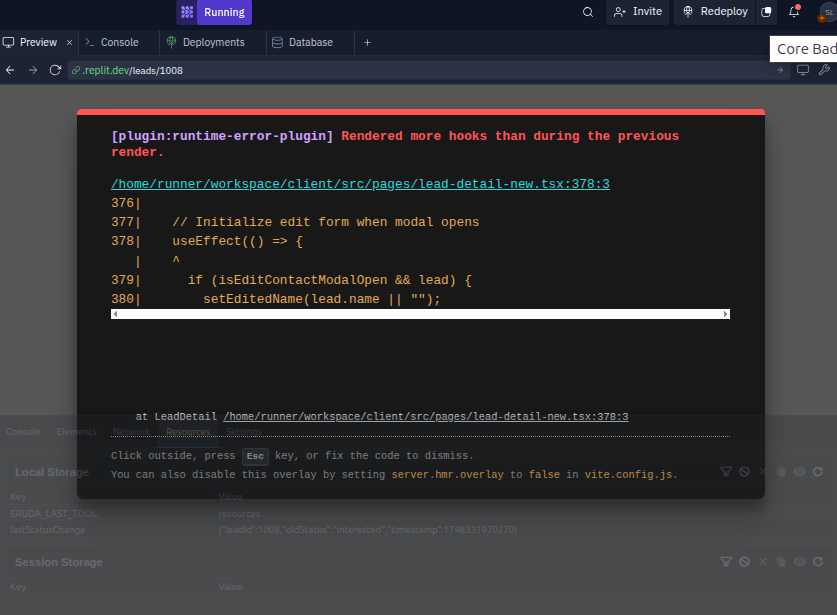 Running
Invite
Redeploy
SL
Preview ×
Console
Deployments
Database
+
Core Bad
.replit.dev/leads/1008
[plugin:runtime-error-plugin] Rendered more hooks than during the previous
render.
/home/runner/workspace/client/src/pages/lead-detail-new.tsx:378:3
376|
377|    // Initialize edit form when modal opens
378|    useEffect(() => {
   |    ^
379|      if (isEditContactModalOpen && lead) {
380|        setEditedName(lead.name || "");
at LeadDetail /home/runner/workspace/client/src/pages/lead-detail-new.tsx:378:3
Console Elements Network Resources Settings
Click outside, press Esc key, or fix the code to dismiss.
You can also disable this overlay by setting server.hmr.overlay to false in vite.config.js.
Local Storage
Key Value
ERUDA_LAST_TOOL resources
lastStatusChange {"leadId":1008,"oldStatus":"interested","timestamp":1748331970270}
Session Storage
Key Value